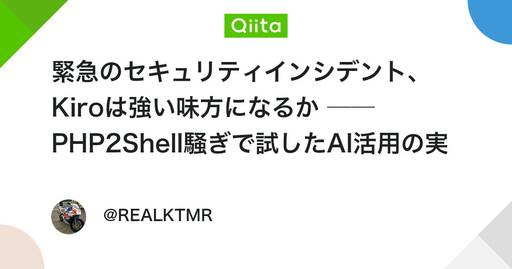 Qiita
緊急のセキュリティインシデント、
Kiroは強い味方になるか ──
PHP2Shell騒ぎで試したAI活用の実
@REALKTMR